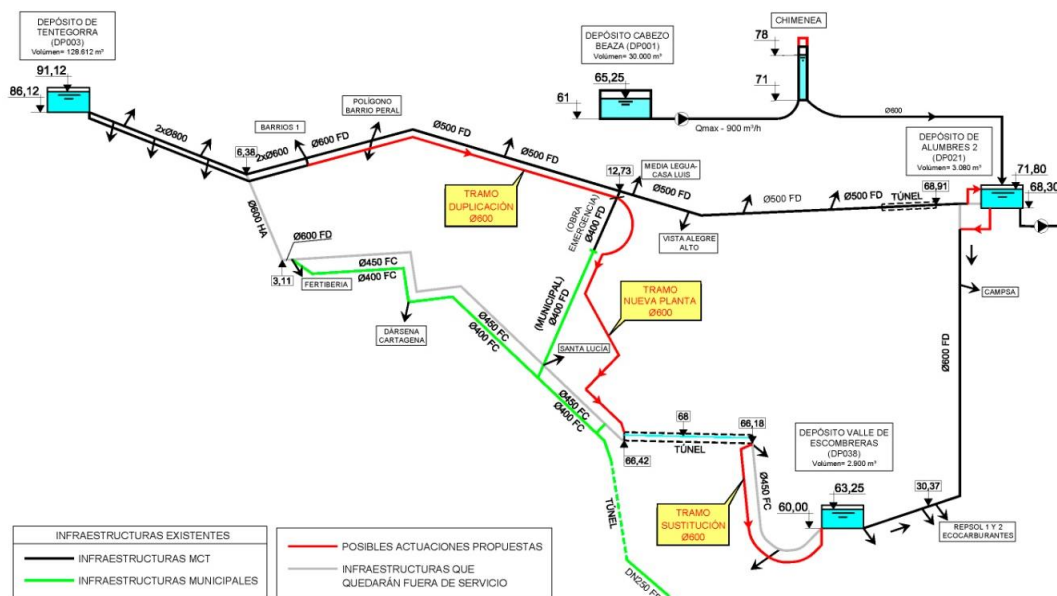 DEPÓSITO DE
TENTEGORRA
(DP003)
Volúmen= 129.612 m³
91,12
86,12
2xØ800
BARRIOS 1
6,38
2xØ600
Ø600 FD
POLÍGONO
BARRIO PERAL
Ø500 FD
Ø500 FD
TRAMO
DUPLICACIÓN
Ø600
DEPÓSITO CABEZO
BEAZA (DP001)
Volúmen= 30.000 m³
65,25
61
Qmax - 900 m³/h
CHIMENEA
78
71
Ø600
DEPÓSITO DE
ALUMBRES 2
(DP021)
Volúmen= 3.080 m³
71,80
68,30
MEDIA LEGUA-
CASA LUIS
12,73
Ø500 FD
VISTA ALEGRE
ALTO
Ø500 FD
Ø500 FD
TÚNEL
68,91
Ø600 HA
Ø600 FD
3,11
FERTIBERIA
Ø450 FC
Ø400 FC
DÁRSENA
CARTAGENA
Ø450 FC
Ø400 FC
(OBRA
EMERGENCIA)
Ø400 FD
(MUNICIPAL)
Ø400 FD
TRAMO
NUEVA PLANTA
Ø600
SANTA LUCÍA
Ø450 FC
Ø400 FC
CAMPSA
Ø600 FD
66,42
68
TÚNEL
66,18
Ø450 FC
TRAMO
SUSTITUCIÓN
Ø600
DEPÓSITO VALLE DE
ESCOMBRERAS
(DP038)
Volúmen= 2.900 m³
63,25
60,00
30,37
REPSOL 1 Y 2
ECOCARBURANTES
TÚNEL
DN250 FD
INFRAESTRUCTURAS EXISTENTES
INFRAESTRUCTURAS MCT
INFRAESTRUCTURAS MUNICIPALES
POSIBLES ACTUACIONES PROPUESTAS
INFRAESTRUCTURAS QUE
QUEDARÁN FUERA DE SERVICIO